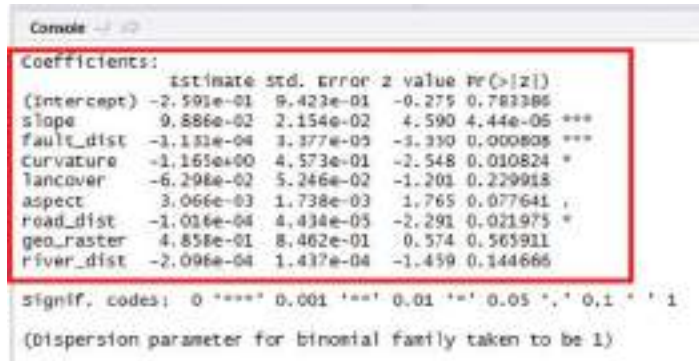 Console
Coefficients:
Estimate Std. Error z value Pr(>|z|)
(Intercept) -2.591e-01 9.423e-01 -0.275 0.783386
slope 9.886e-02 2.154e-02 4.590 4.44e-06 ***
fault_dist -1.131e-04 3.377e-05 -3.350 0.000808 ***
curvature -1.165e+00 4.573e-01 -2.548 0.010824 *
lancover -6.298e-02 5.246e-02 -1.201 0.229918
aspect 3.066e-03 1.738e-03 1.765 0.077641 .
road_dist -1.016e-04 4.434e-05 -2.291 0.021975 *
geo_raster 4.858e-01 8.462e-01 0.574 0.565911
river_dist -2.096e-04 1.437e-04 -1.459 0.144666
Signif. codes: 0 '***' 0.001 '**' 0.01 '*' 0.05 '.' 0.1 ' ' 1
(Dispersion parameter for binomial family taken to be 1)